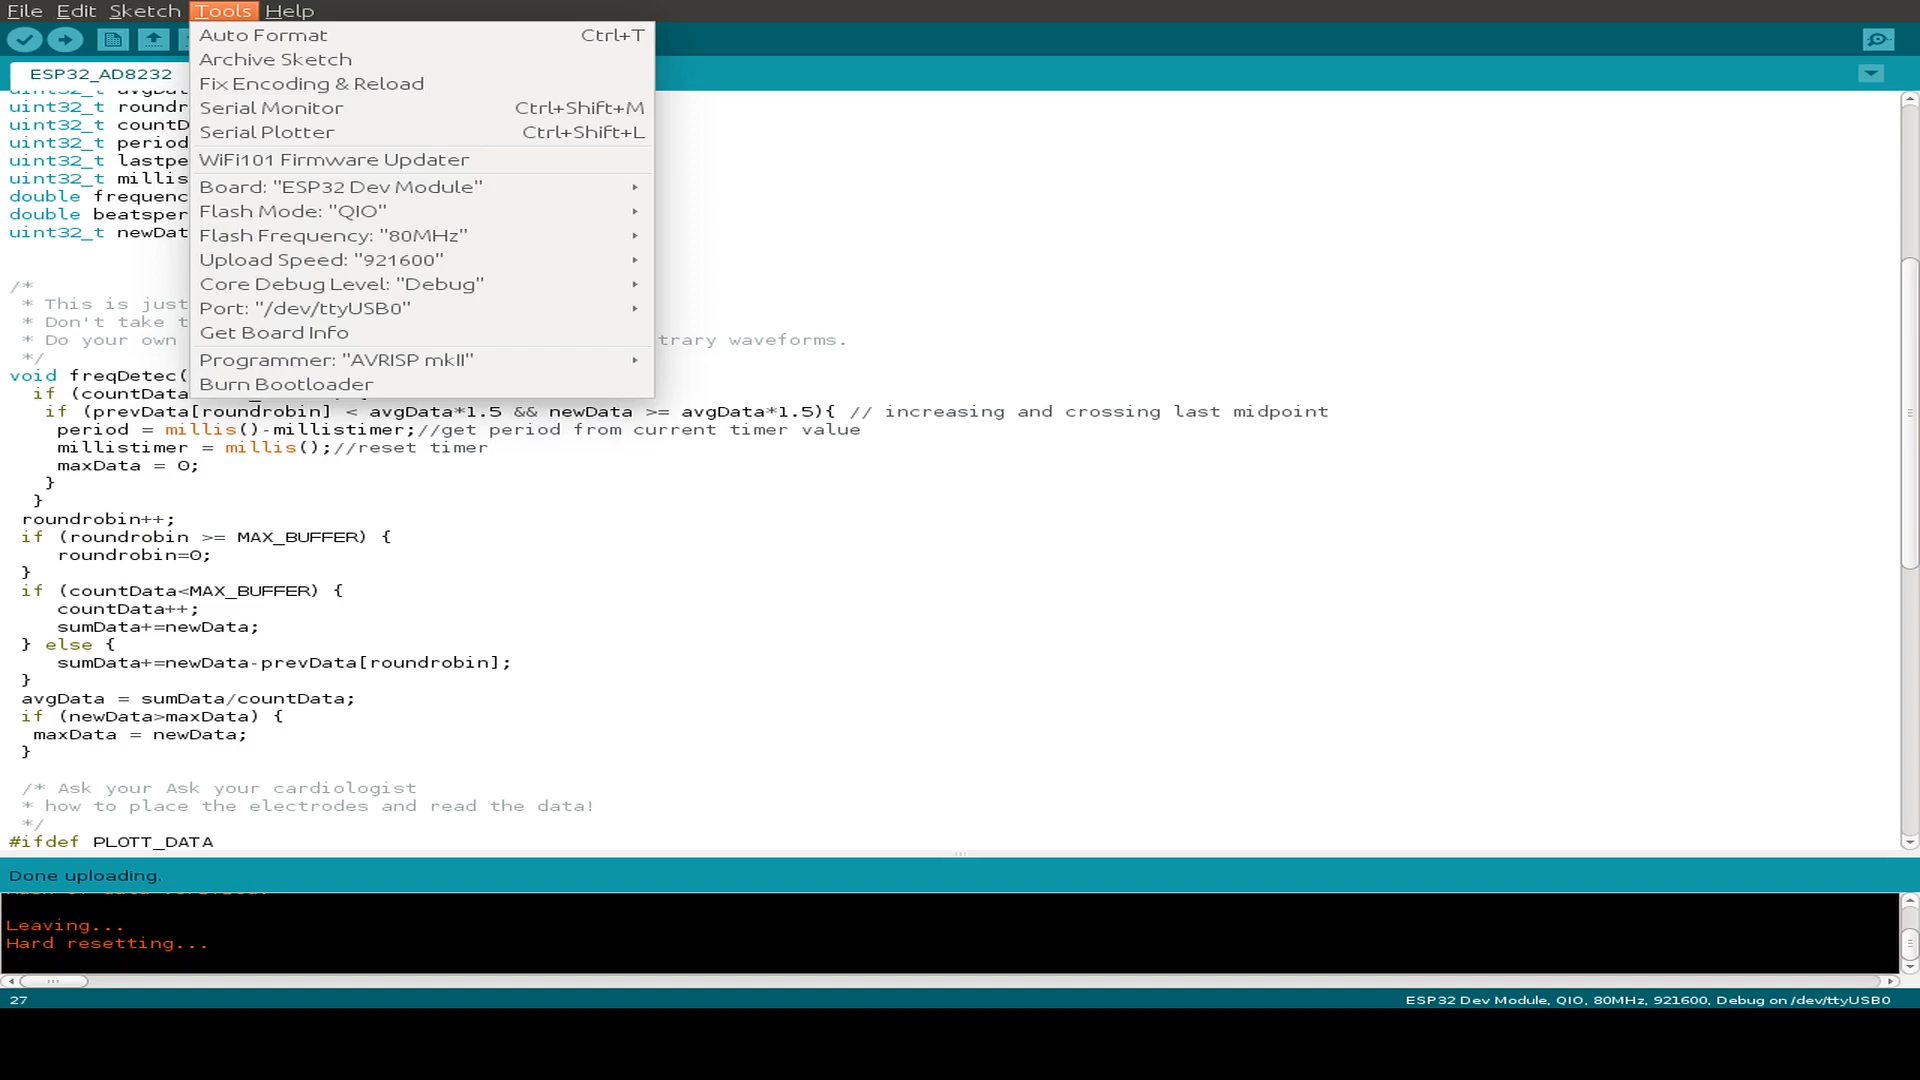 File Edit Sketch Tools Help
Auto Format Ctrl+T
Archive Sketch
Fix Encoding & Reload
Serial Monitor Ctrl+Shift+M
Serial Plotter Ctrl+Shift+L
WiFi101 Firmware Updater
Board: "ESP32 Dev Module"
Flash Mode: "QIO"
Flash Frequency: "80MHz"
Upload Speed: "921600"
Core Debug Level: "Debug"
Port: "/dev/ttyUSB0"
Get Board Info
Programmer: "AVRISP mkII"
Burn Bootloader
ESP32_AD8232
uint32_t avgDat
uint32_t roundr
uint32_t countD
uint32_t period
uint32_t lastpe
uint32_t millis
double frequenc
double beatsper
uint32_t newDat
/*
* This is just
* Don't take t
* Do your own trary waveforms.
*/
void freqDetec(
if (countData
if (prevData[roundrobin] < avgData*1.5 && newData >= avgData*1.5){ // increasing and crossing last midpoint
period = millis()-millistimer;//get period from current timer value
millistimer = millis();//reset timer
maxData = 0;
}
}
roundrobin++;
if (roundrobin >= MAX_BUFFER) {
roundrobin=0;
}
if (countData<MAX_BUFFER) {
countData++;
sumData+=newData;
} else {
sumData+=newData-prevData[roundrobin];
}
avgData = sumData/countData;
if (newData>maxData) {
maxData = newData;
}
/* Ask your Ask your cardiologist
* how to place the electrodes and read the data!
*/
#ifdef PLOTT_DATA
Done uploading.
Leaving...
Hard resetting...
27 ESP32 Dev Module, QIO, 80MHz, 921600, Debug on /dev/ttyUSB0